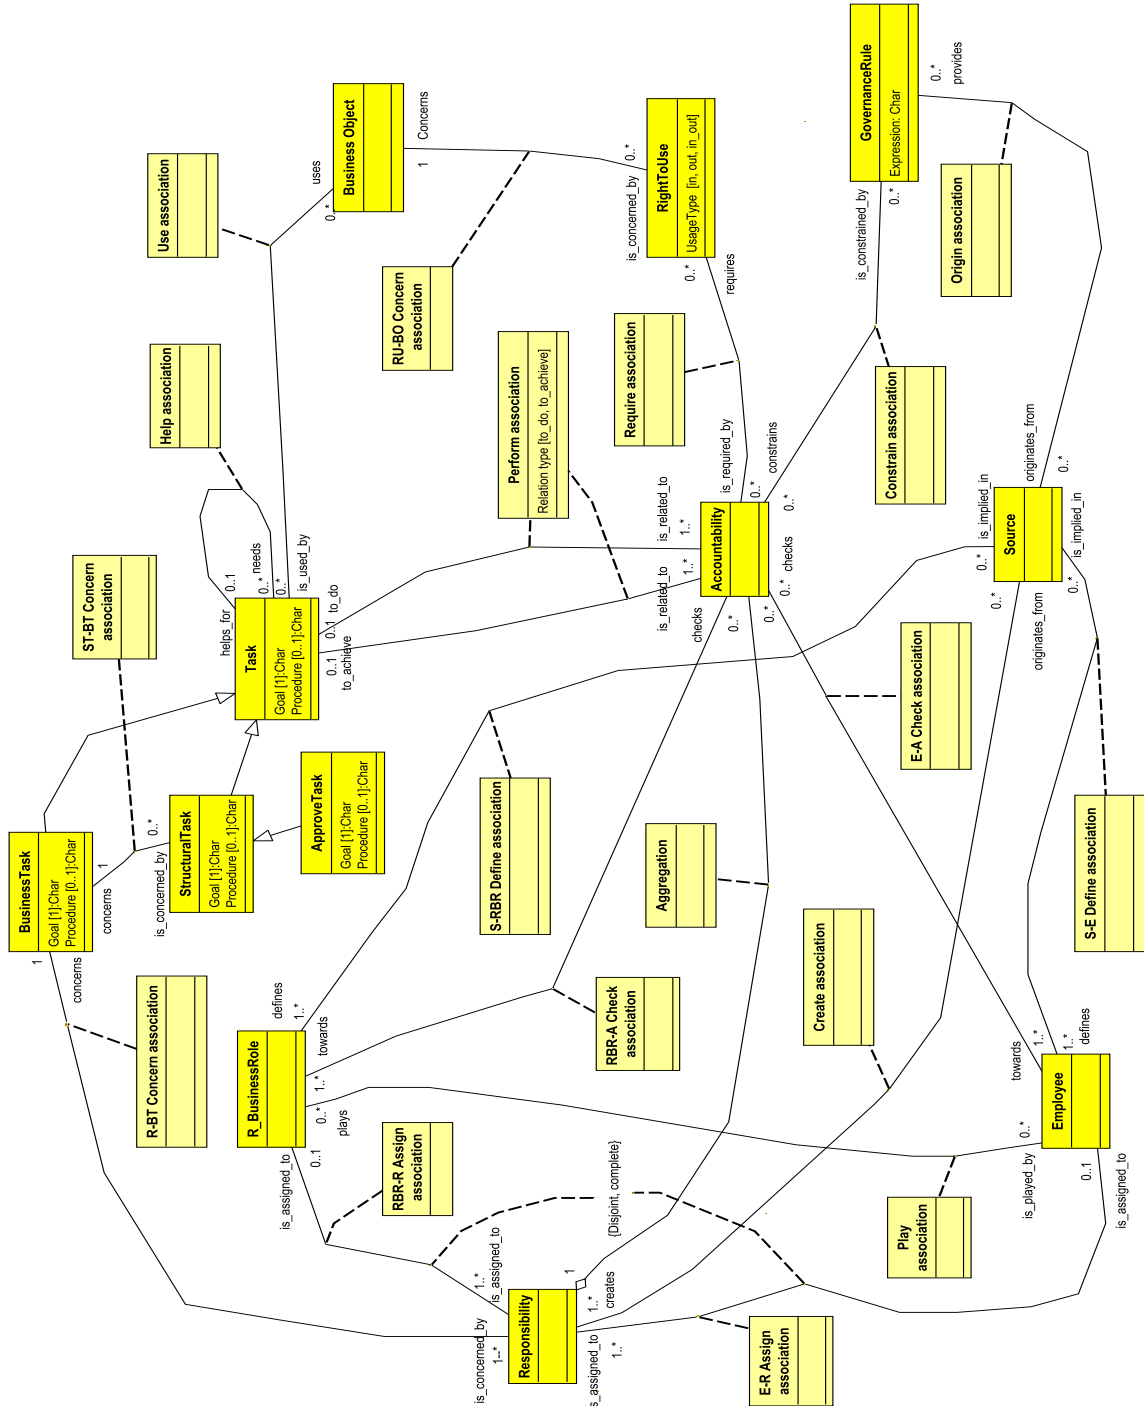 BusinessTask
Goal [1]:Char
Procedure [0..1]:Char
1
concerns
1
concerns
R-BT Concern association
ST-BT Concern
association
is_concerned_by
0..*
StructuralTask
Goal [1]:Char
Procedure [0..1]:Char
ApproveTask
Goal [1]:Char
Procedure [0..1]:Char
Task
Goal [1]:Char
Procedure [0..1]:Char
helps_for
0..1
0..*
needs
0..*
is_used_by
0..1
to_do
0..1
to_achieve
Help association
Use association
uses
0..*
Business Object
1
Concerns
RU-BO Concern
association
is_concerned_by
0..*
RightToUse
UsageType [in, out, in_out]
0..*
requires
Require association
Perform association
Relation type [to_do, to_achieve]
is_related_to
1..*
is_related_to
1..*
is_required_by
0..*
constrains
0..*
Accountability
checks
0..*
0..*
0..*
checks
GovernanceRule
Expression: Char
0..*
provides
is_constrained_by
0..*
Origin association
Constrain association
originates_from
0..*
is_implied_in
0..*
Source
is_implied_in
0..*
0..*
originates_from
R_BusinessRole
defines
1..*
towards
1..*
0..*
plays
is_assigned_to
0..1
S-RBR Define association
RBR-A Check
association
Aggregation
E-A Check association
Create association
S-E Define association
RBR-R Assign
association
{Disjoint, complete}
Employee
towards
1..*
1..*
defines
0..*
is_played_by
0..1
is_assigned_to
Play
association
Responsibility
is_concerned_by
1--*
1..*
is_assigned_to
1
1..*
creates
is_assigned_to
1..*
E-R Assign
association